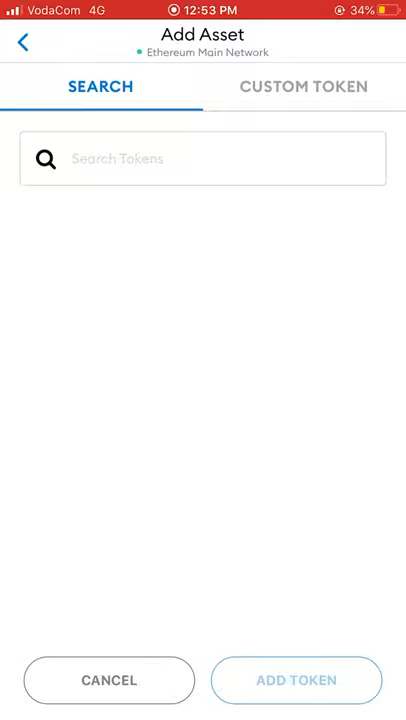 VodaCom 4G 12:53 PM 34%
Add Asset
Ethereum Main Network
SEARCH CUSTOM TOKEN
Search Tokens
CANCEL ADD TOKEN